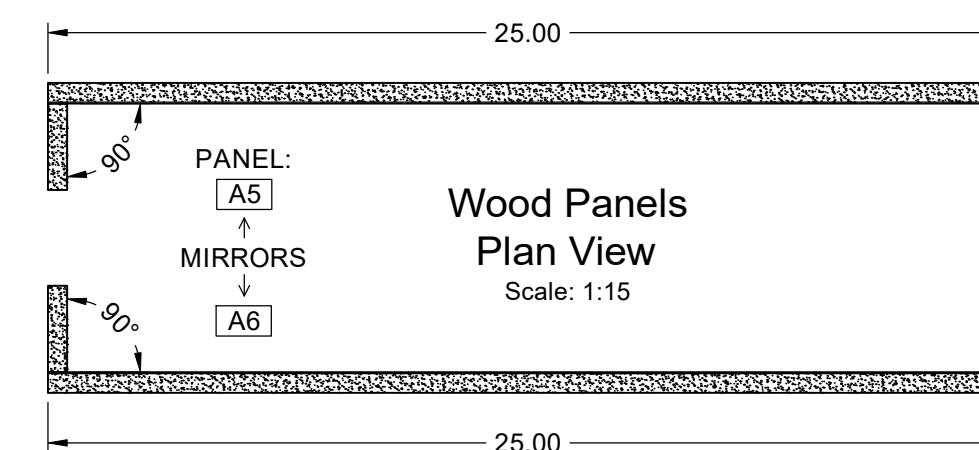 25.00
90°
PANEL:
A5
MIRRORS
A6
90°
Wood Panels
Plan View
Scale: 1:15
25.00